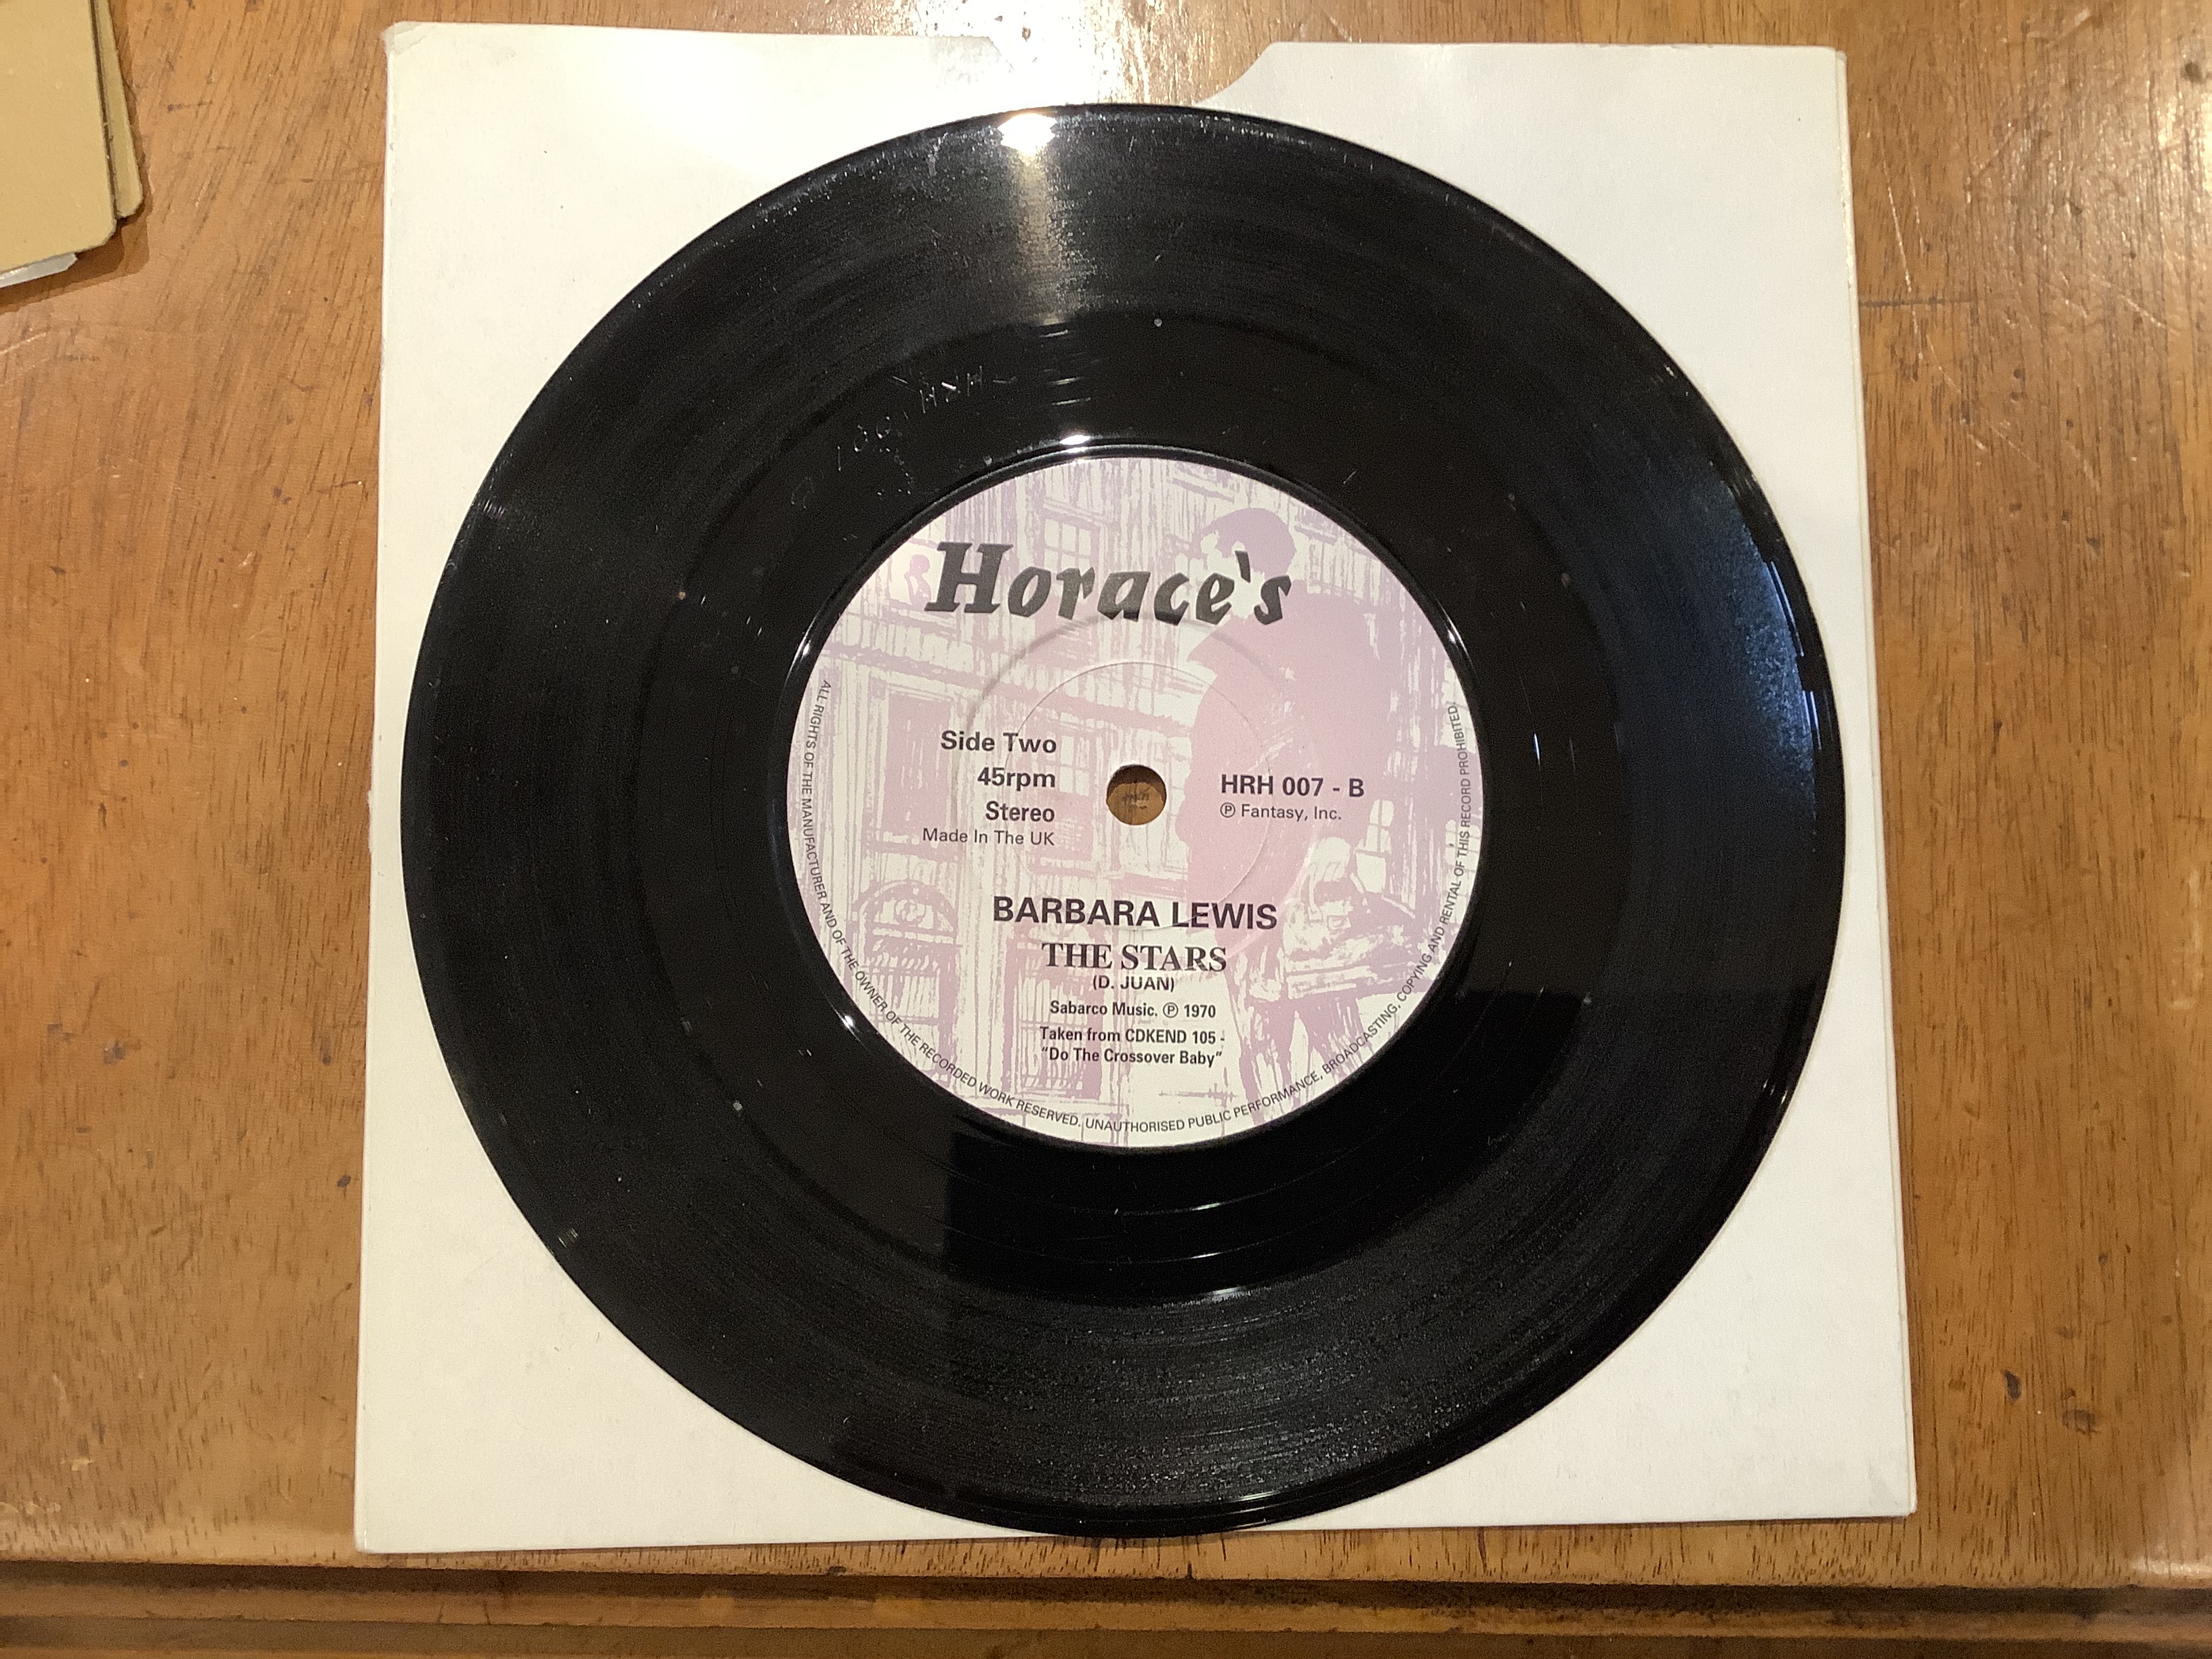 Horace's
Side Two
45rpm
Stereo
Made In The UK
HRH 007 - B
℗ Fantasy, Inc.
BARBARA LEWIS
THE STARS
(D. JUAN)
Sabarco Music. ℗ 1970
Taken from CDKEND 105 -
"Do The Crossover Baby"
ALL RIGHTS OF THE MANUFACTURER AND OF THE OWNER OF THE RECORDED WORK RESERVED. UNAUTHORISED PUBLIC PERFORMANCE, BROADCASTING, COPYING AND RENTAL OF THIS RECORD PROHIBITED.